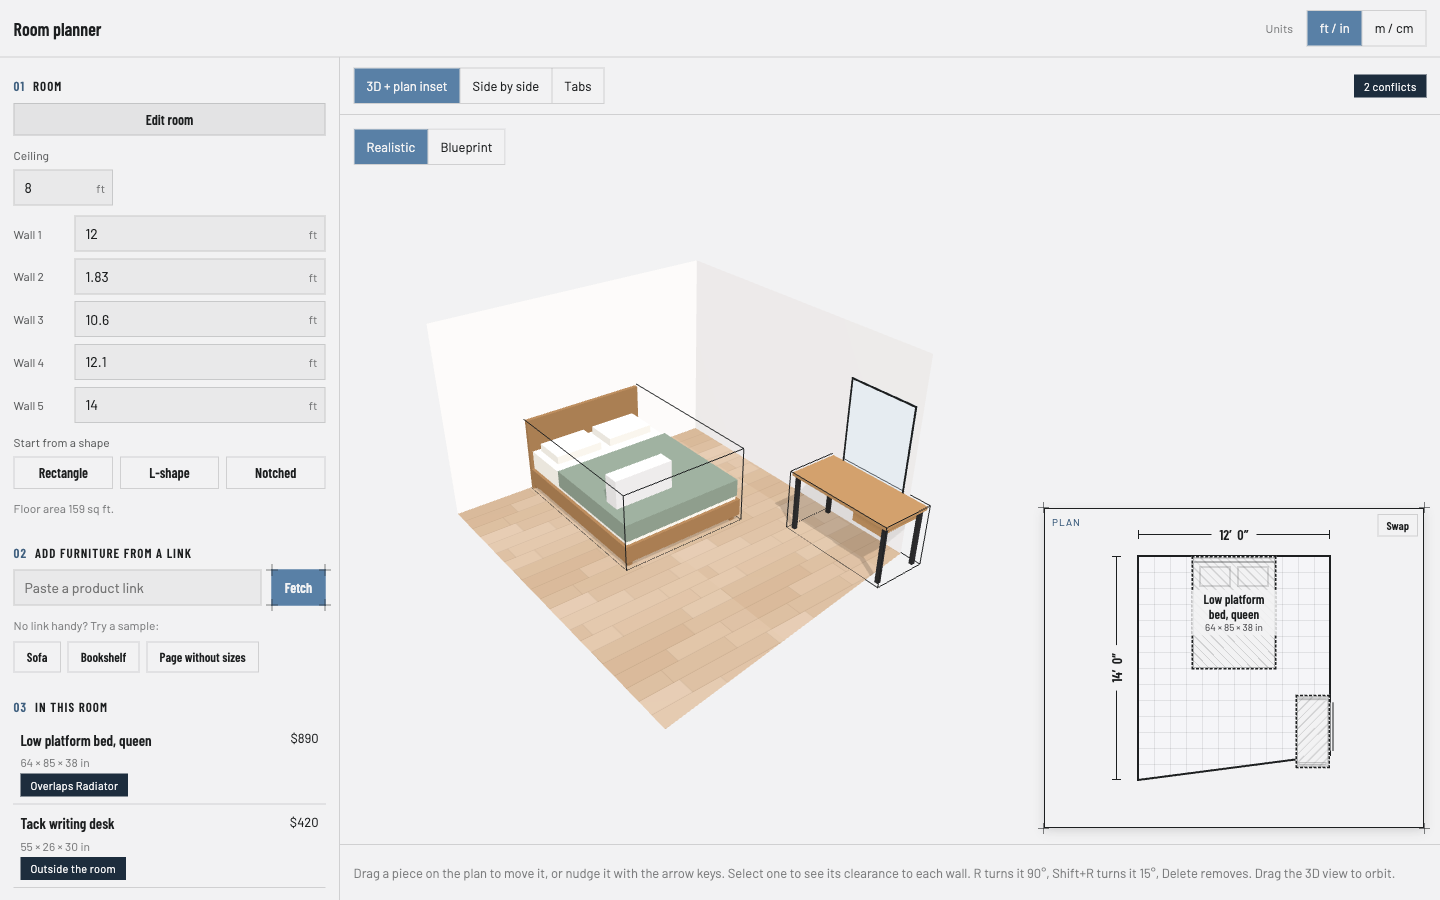 Room planner
Units
ft / in
m / cm
01 ROOM
Edit room
Ceiling
8 ft
Wall 1 12 ft
Wall 2 1.83 ft
Wall 3 10.6 ft
Wall 4 12.1 ft
Wall 5 14 ft
Start from a shape
Rectangle
L-shape
Notched
Floor area 159 sq ft.
02 ADD FURNITURE FROM A LINK
Paste a product link
Fetch
No link handy? Try a sample:
Sofa
Bookshelf
Page without sizes
03 IN THIS ROOM
Low platform bed, queen $890
64 × 85 × 38 in
Overlaps Radiator
Tack writing desk $420
55 × 26 × 30 in
Outside the room
3D + plan inset
Side by side
Tabs
2 conflicts
Realistic
Blueprint
PLAN
Swap
12′ 0″
14′ 0″
Low platform
bed, queen
64 × 85 × 38 in
Drag a piece on the plan to move it, or nudge it with the arrow keys. Select one to see its clearance to each wall. R turns it 90°, Shift+R turns it 15°, Delete removes. Drag the 3D view to orbit.